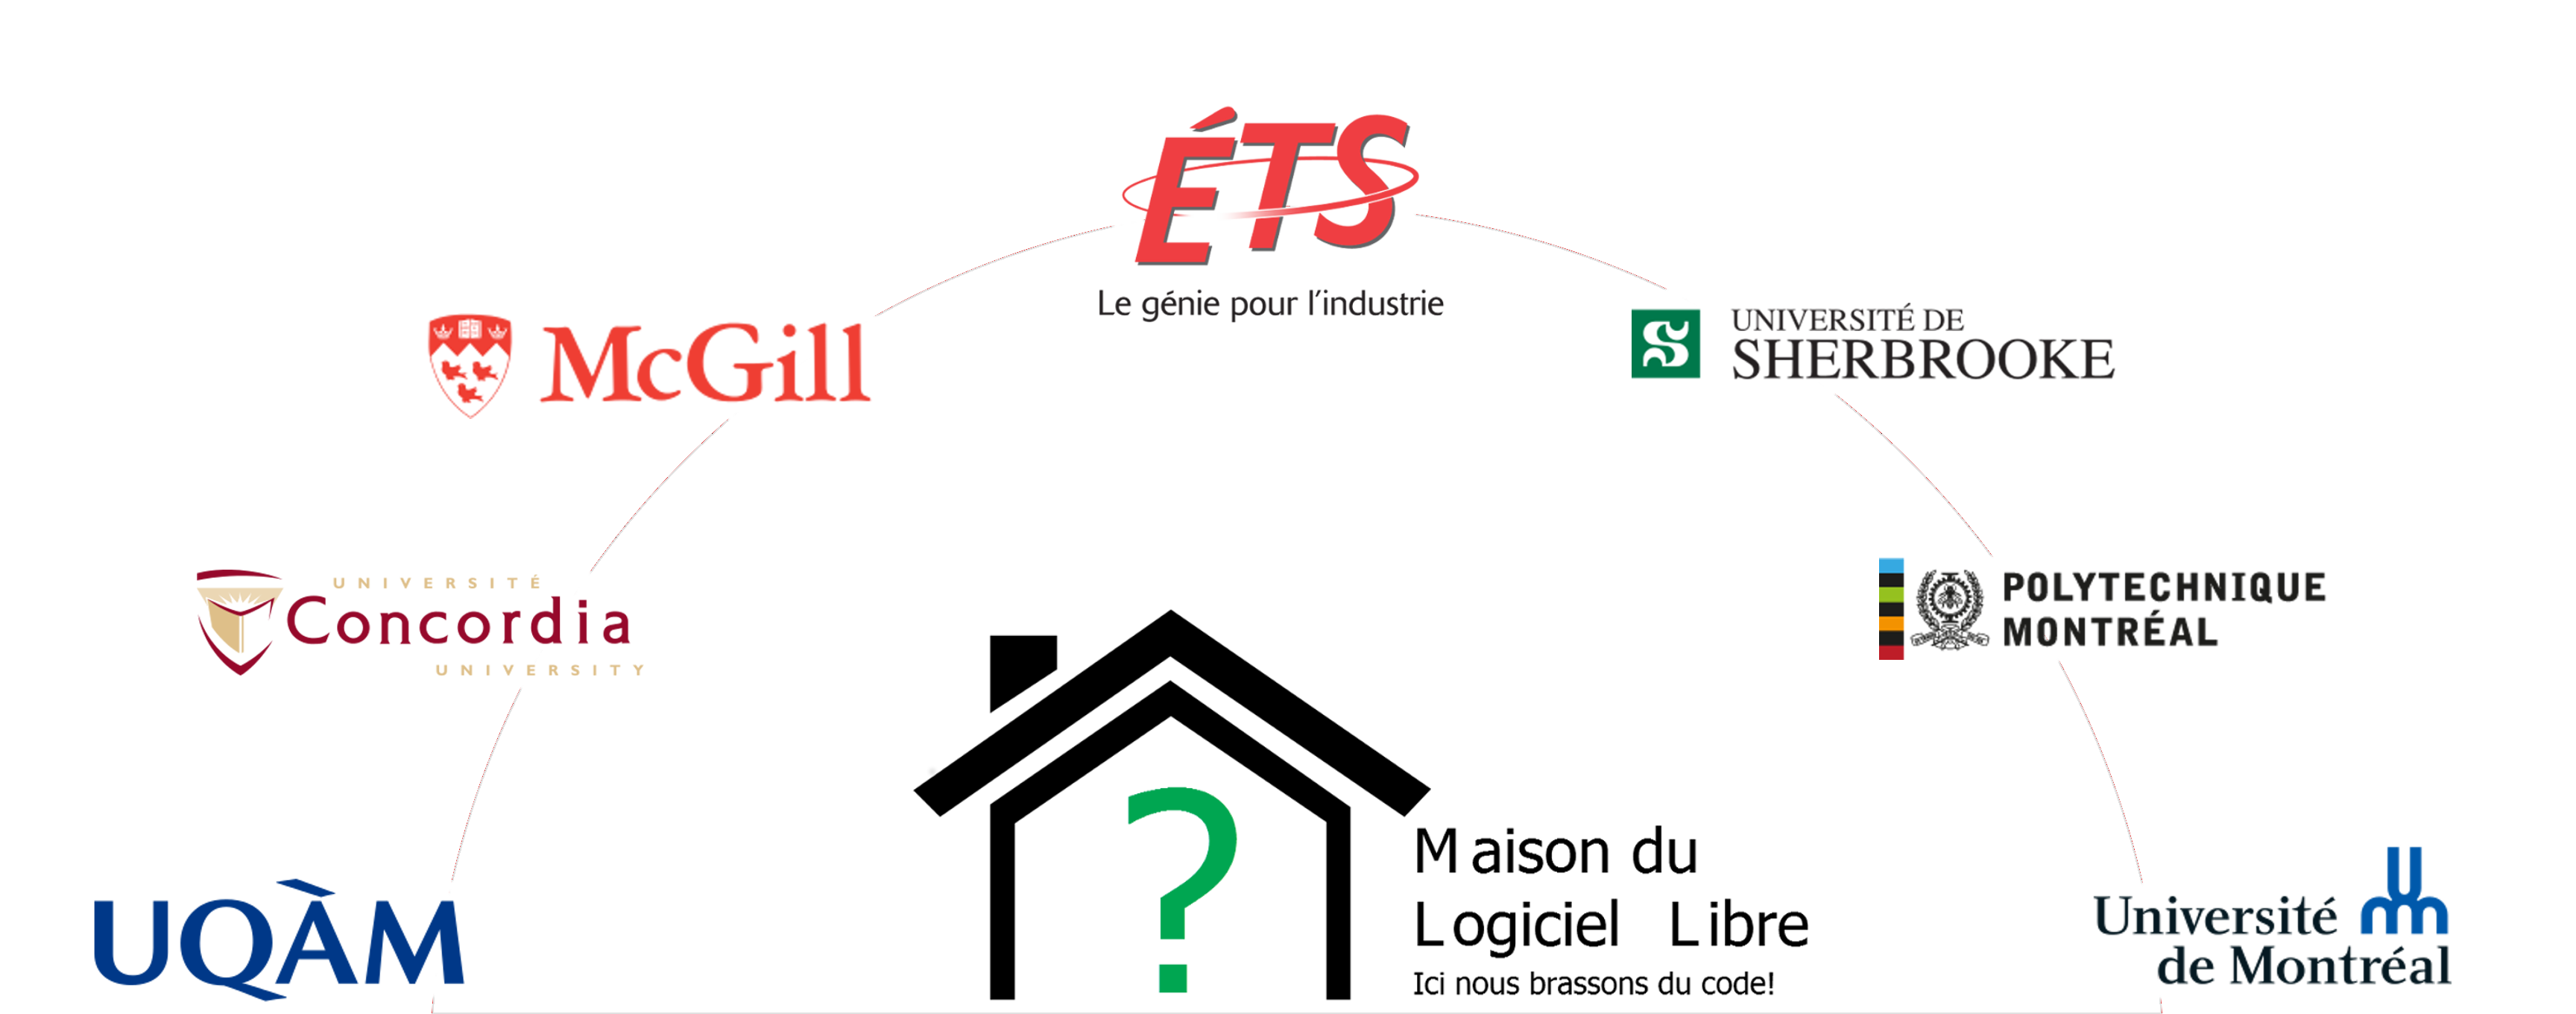 ÉTS
Le génie pour l'industrie
McGill
UNIVERSITÉ DE
SHERBROOKE
UNIVERSITÉ
Concordia
UNIVERSITY
POLYTECHNIQUE
MONTRÉAL
?
Maison du
Logiciel Libre
Ici nous brassons du code!
UQÀM
Université
de Montréal